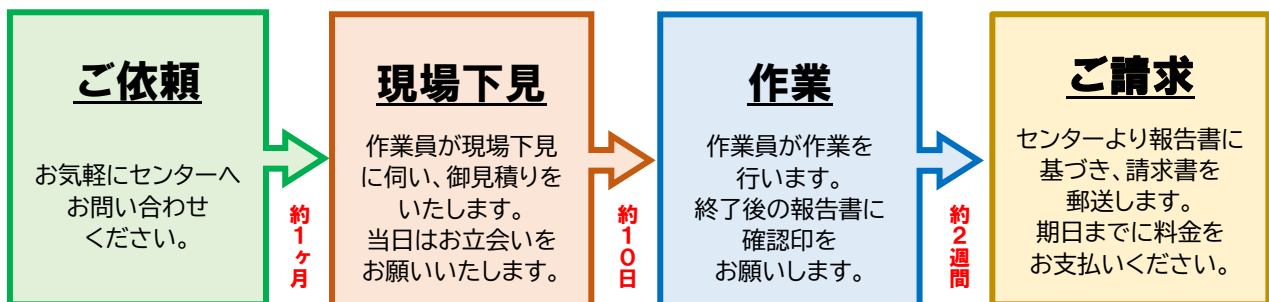 ご依頼
お気軽にセンターへ
お問い合わせ
ください。
約1ヶ月
現場下見
作業員が現場下見
に伺い、御見積りを
いたします。
当日はお立会いを
お願いいたします。
約10日
作業
作業員が作業を
行います。
終了後の報告書に
確認印を
お願いします。
約2週間
ご請求
センターより報告書に
基づき、請求書を
郵送します。
期日までに料金を
お支払いください。